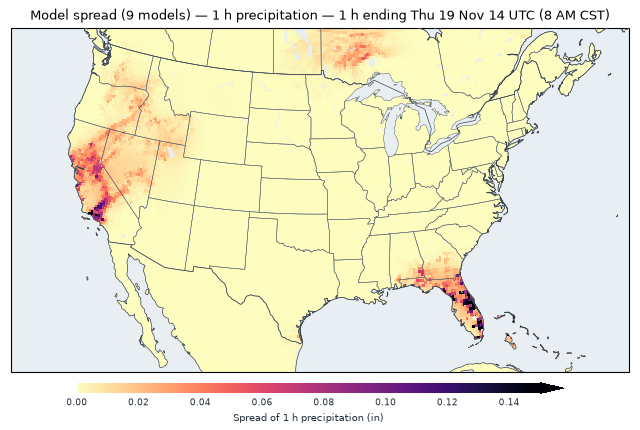 Model spread (9 models) — 1 h precipitation — 1 h ending Thu 19 Nov 14 UTC (8 AM CST)
0.00 0.02 0.04 0.06 0.08 0.10 0.12 0.14
Spread of 1 h precipitation (in)